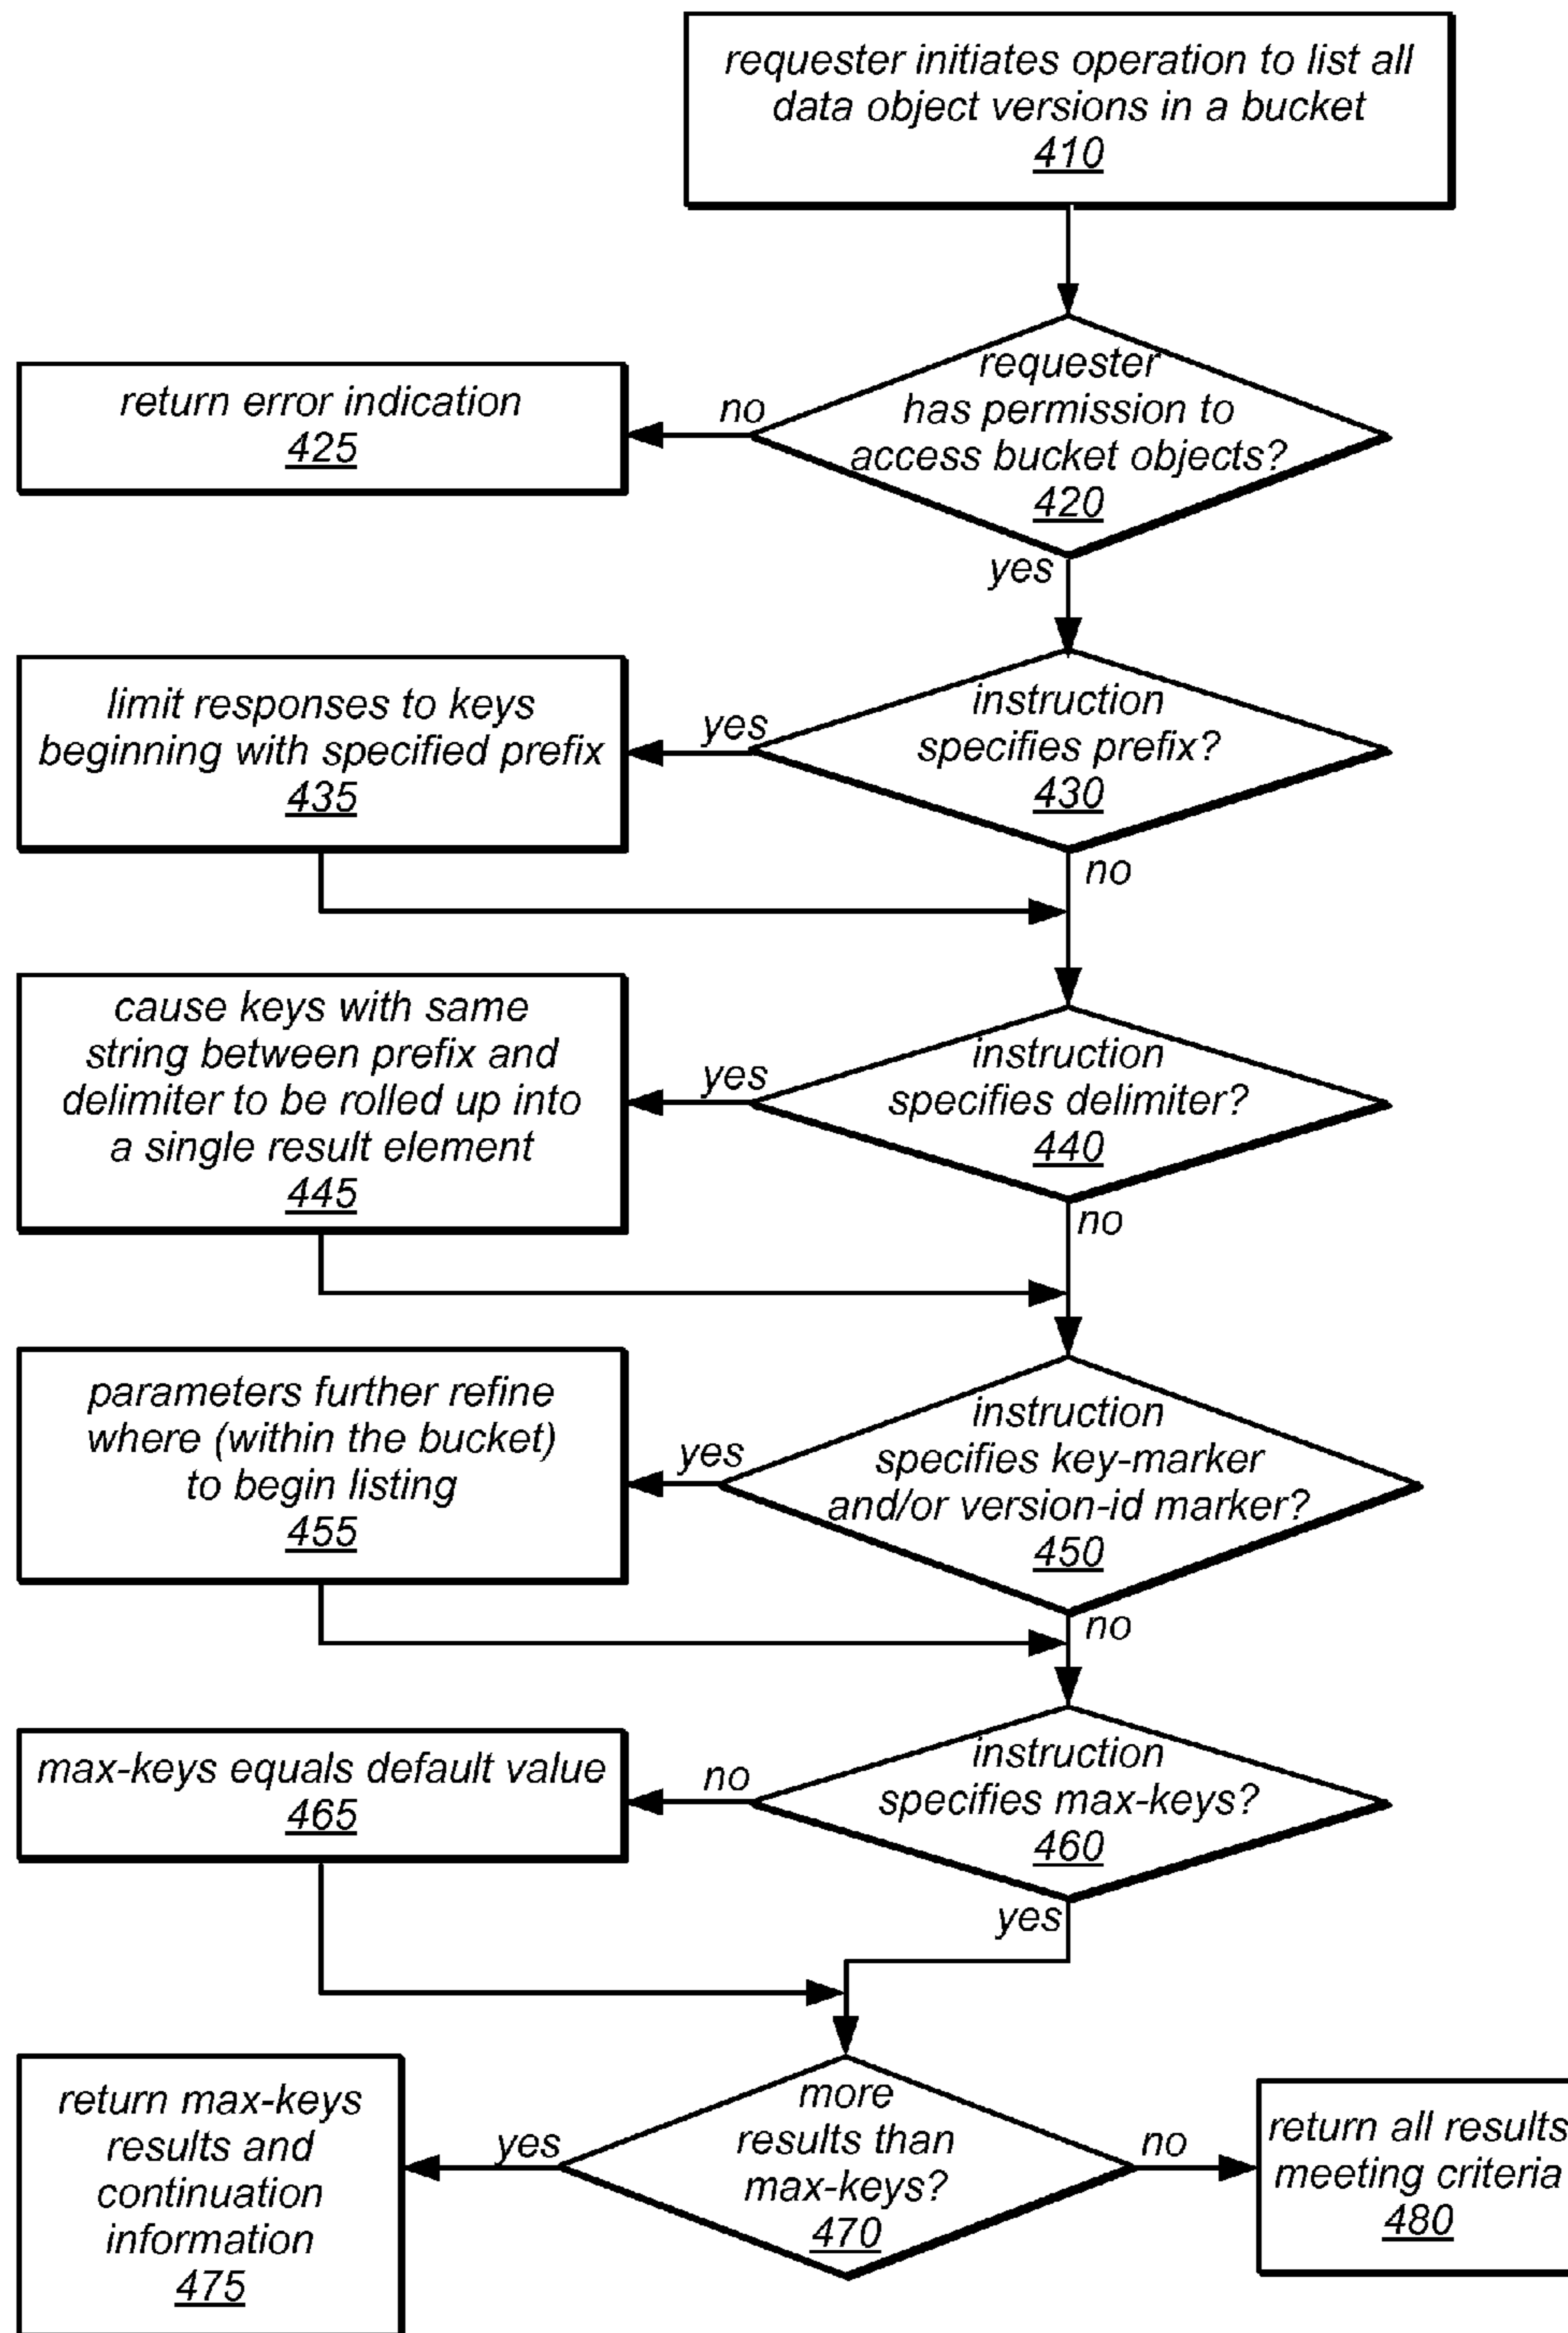 requester initiates operation to list all
data object versions in a bucket
410
requester
has permission to
access bucket objects?
420
no
return error indication
425
yes
instruction
specifies prefix?
430
yes
limit responses to keys
beginning with specified prefix
435
no
instruction
specifies delimiter?
440
yes
cause keys with same
string between prefix and
delimiter to be rolled up into
a single result element
445
no
instruction
specifies key-marker
and/or version-id marker?
450
yes
parameters further refine
where (within the bucket)
to begin listing
455
no
instruction
specifies max-keys?
460
no
max-keys equals default value
465
yes
more
results than
max-keys?
470
yes
return max-keys
results and
continuation
information
475
no
return all results
meeting criteria
480